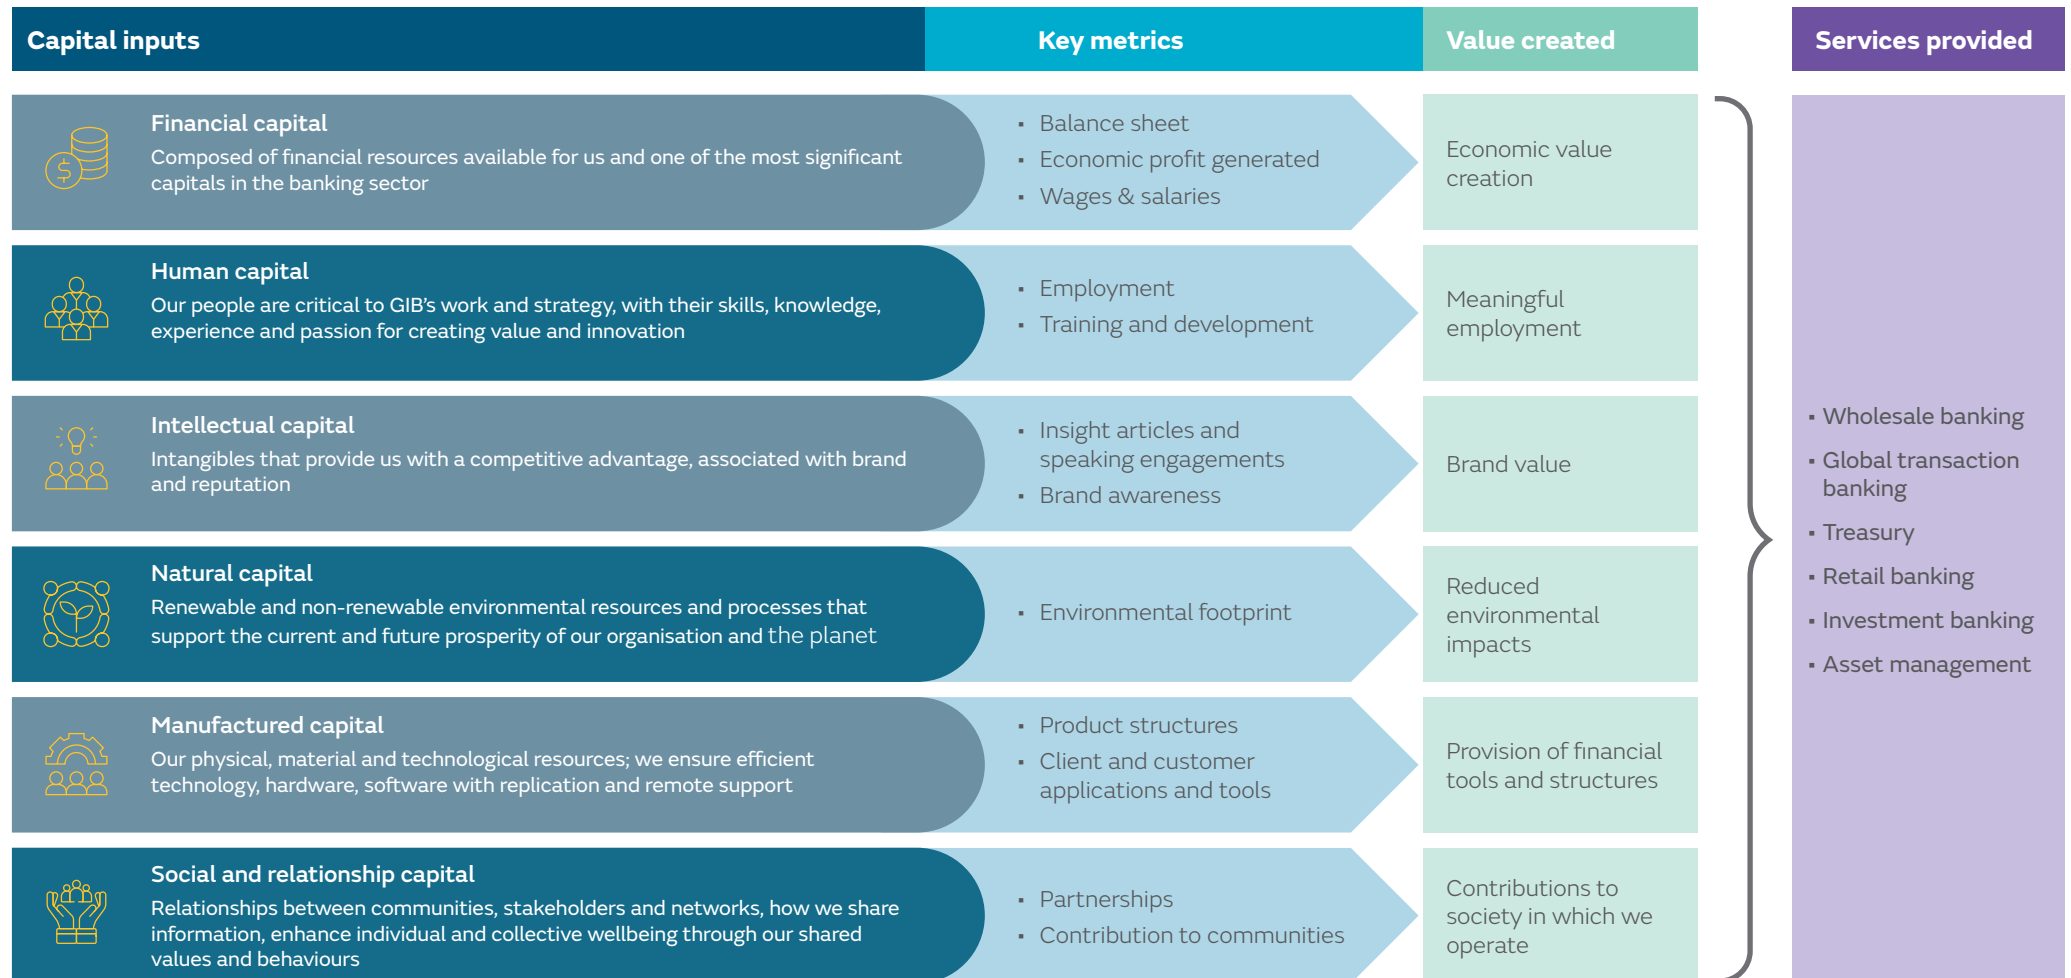 Capital inputs
Key metrics
Value created
Services provided
Financial capital
Composed of financial resources available for us and one of the most significant
capitals in the banking sector
▪ Balance sheet
▪ Economic profit generated
▪ Wages & salaries
Economic value
creation
Human capital
Our people are critical to GIB's work and strategy, with their skills, knowledge,
experience and passion for creating value and innovation
▪ Employment
▪ Training and development
Meaningful
employment
Intellectual capital
Intangibles that provide us with a competitive advantage, associated with brand
and reputation
▪ Insight articles and
speaking engagements
▪ Brand awareness
Brand value
Natural capital
Renewable and non-renewable environmental resources and processes that
support the current and future prosperity of our organisation and the planet
▪ Environmental footprint
Reduced
environmental
impacts
Manufactured capital
Our physical, material and technological resources; we ensure efficient
technology, hardware, software with replication and remote support
▪ Product structures
▪ Client and customer
applications and tools
Provision of financial
tools and structures
Social and relationship capital
Relationships between communities, stakeholders and networks, how we share
information, enhance individual and collective wellbeing through our shared
values and behaviours
▪ Partnerships
▪ Contribution to communities
Contributions to
society in which we
operate
▪ Wholesale banking
▪ Global transaction
banking
▪ Treasury
▪ Retail banking
▪ Investment banking
▪ Asset management